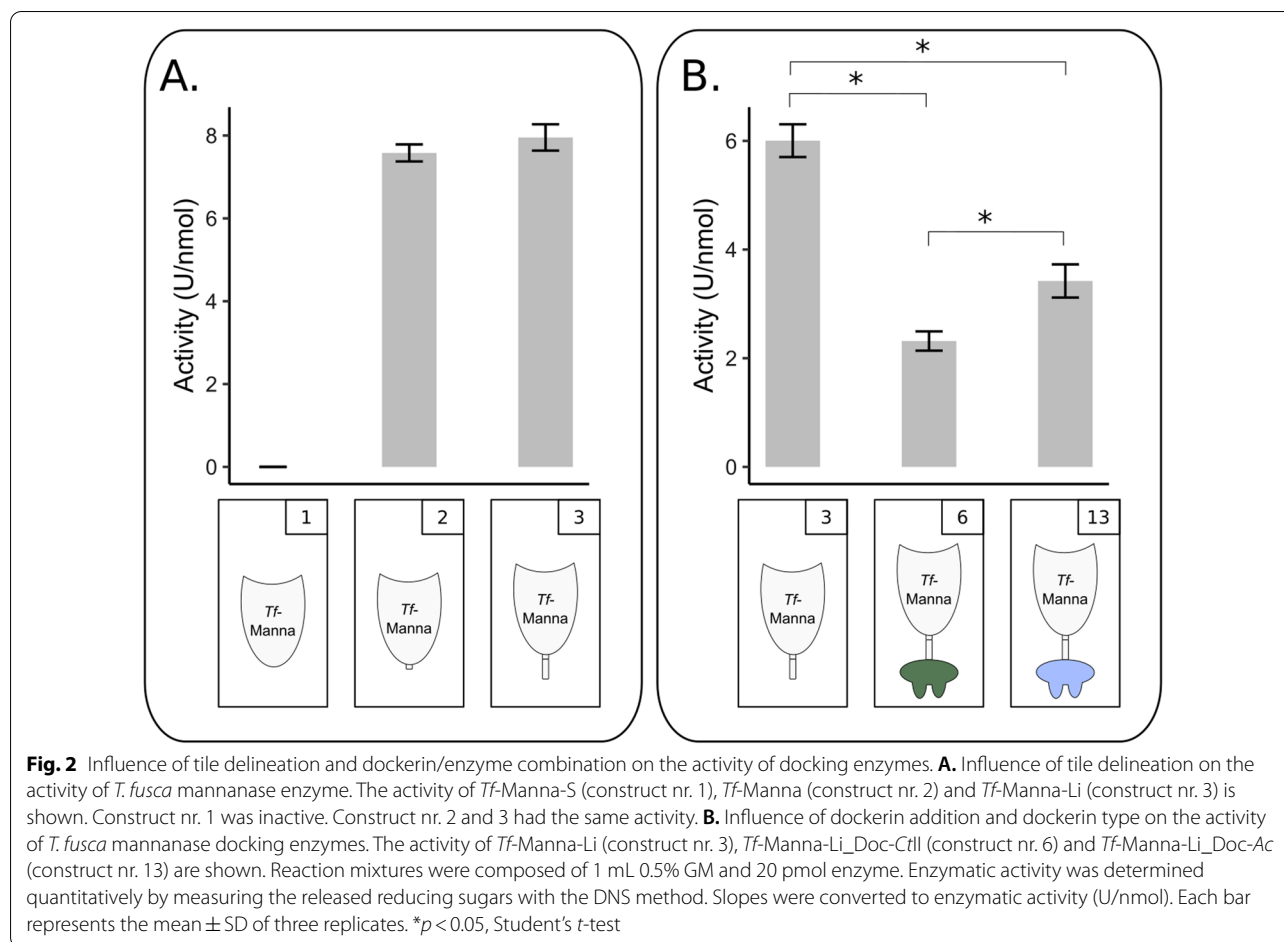 A.
Activity (U/nmol)
8
6
4
2
0
1
2
3
Tf-
Manna
Tf-
Manna
Tf-
Manna
B.
*
*
*
Activity (U/nmol)
6
4
2
0
3
6
13
Tf-
Manna
Tf-
Manna
Tf-
Manna
Fig. 2 Influence of tile delineation and dockerin/enzyme combination on the activity of docking enzymes. A. Influence of tile delineation on the
activity of T. fusca mannanase enzyme. The activity of Tf-Manna-S (construct nr. 1), Tf-Manna (construct nr. 2) and Tf-Manna-Li (construct nr. 3) is
shown. Construct nr. 1 was inactive. Construct nr. 2 and 3 had the same activity. B. Influence of dockerin addition and dockerin type on the activity
of T. fusca mannanase docking enzymes. The activity of Tf-Manna-Li (construct nr. 3), Tf-Manna-Li_Doc-CtII (construct nr. 6) and Tf-Manna-Li_Doc-Ac
(construct nr. 13) are shown. Reaction mixtures were composed of 1 mL 0.5% GM and 20 pmol enzyme. Enzymatic activity was determined
quantitatively by measuring the released reducing sugars with the DNS method. Slopes were converted to enzymatic activity (U/nmol). Each bar
represents the mean ± SD of three replicates. *p < 0.05, Student's t-test